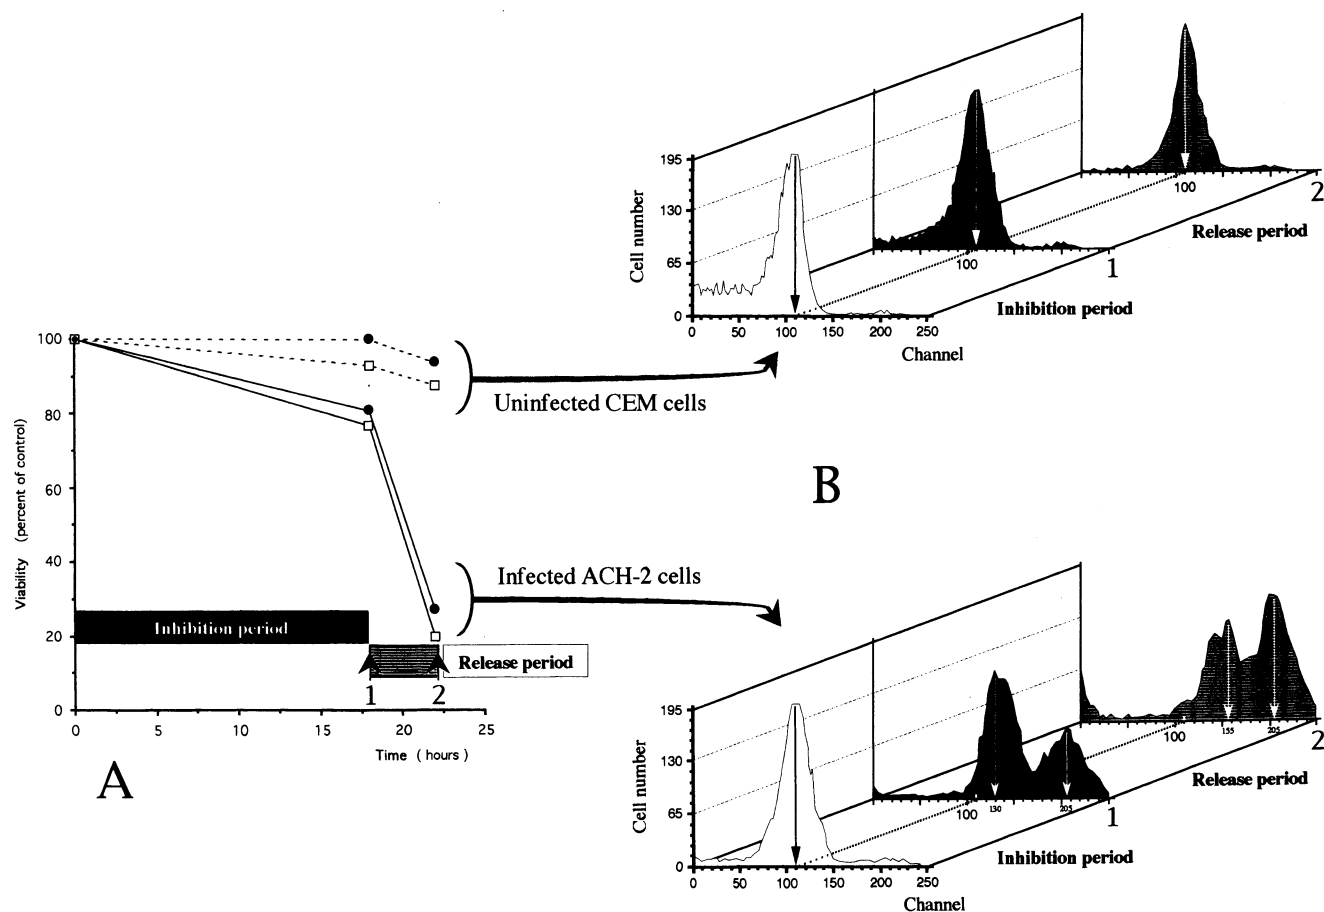 100
80
60
40
20
0
Viability (percent of control)
0 5 10 15 20 25
Time (hours)
Inhibition period
Release period
1 2
A
Uninfected CEM cells
Infected ACH-2 cells
B
195
130
65
0
Cell number
0 50 100 150 200 250
Channel
100
1
Inhibition period
100
2
Release period
195
130
65
0
Cell number
0 50 100 150 200 250
Channel
100 130 205
1
Inhibition period
100 155 205
2
Release period